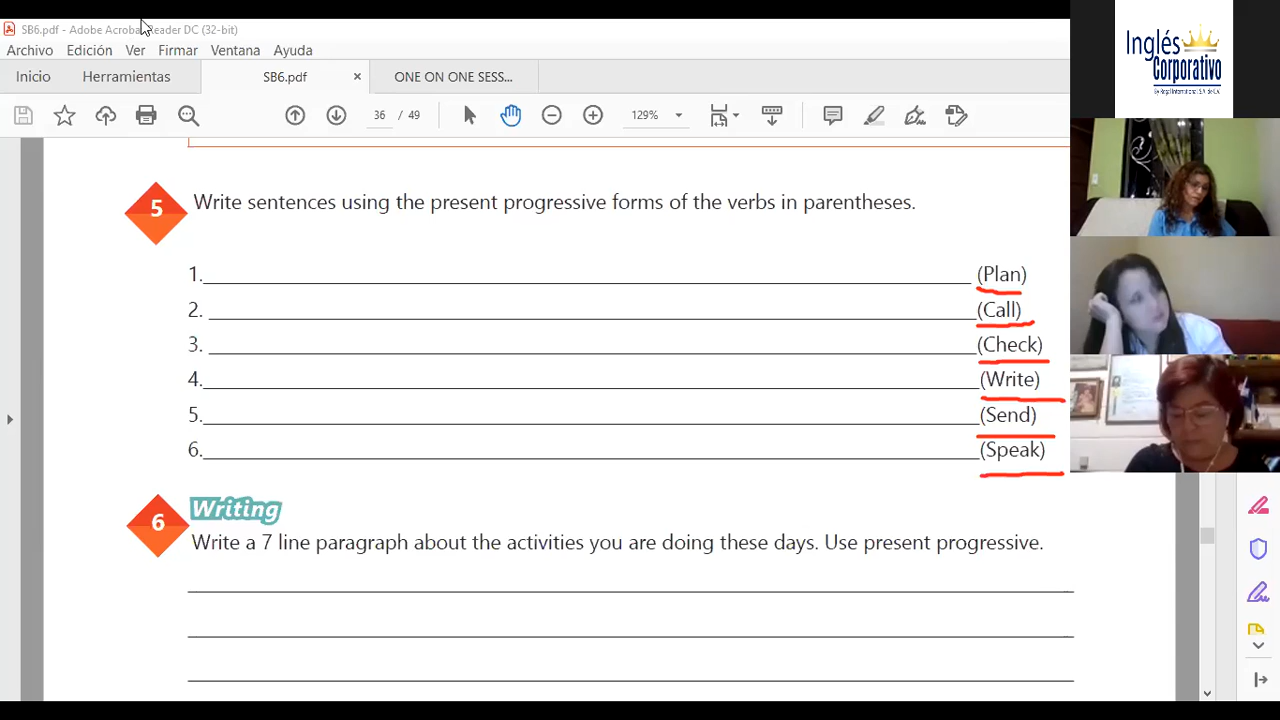 SB6.pdf - Adobe Acrobat Reader DC (32-bit)
Archivo Edición Ver Firmar Ventana Ayuda
Inicio Herramientas SB6.pdf × ONE ON ONE SESS...
36 / 49 129%
5 Write sentences using the present progressive forms of the verbs in parentheses.
1. (Plan)
2. (Call)
3. (Check)
4. (Write)
5. (Send)
6. (Speak)
6 Writing
Write a 7 line paragraph about the activities you are doing these days. Use present progressive.
Inglés
Corporativo